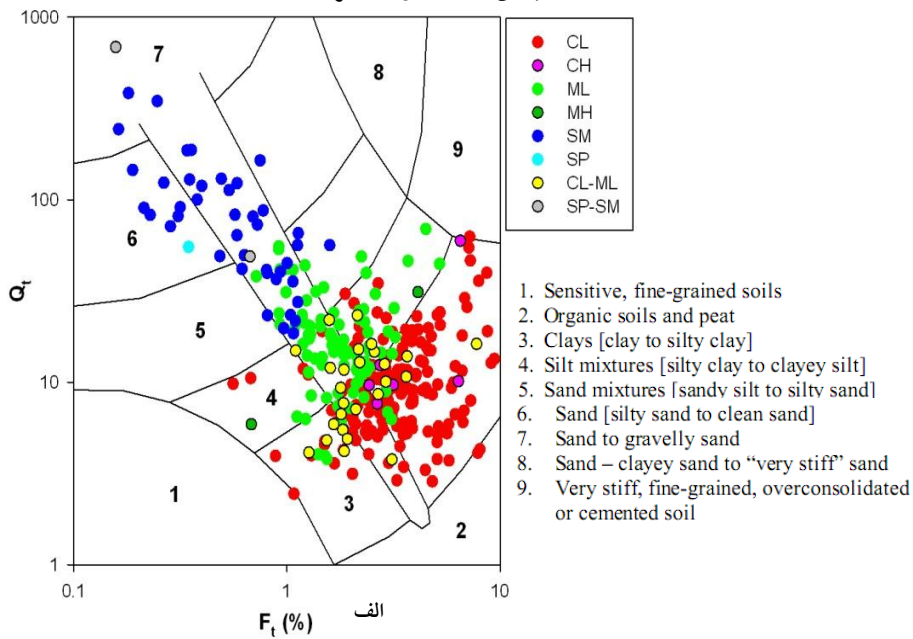 1000
100
10
1
Qt
0.1
1
10
Ft (%)
الف
7
8
9
6
5
4
1
3
2
CL
CH
ML
MH
SM
SP
CL-ML
SP-SM
1. Sensitive, fine-grained soils
2. Organic soils and peat
3. Clays [clay to silty clay]
4. Silt mixtures [silty clay to clayey silt]
5. Sand mixtures [sandy silt to silty sand]
6. Sand [silty sand to clean sand]
7. Sand to gravelly sand
8. Sand – clayey sand to “very stiff” sand
9. Very stiff, fine-grained, overconsolidated
or cemented soil